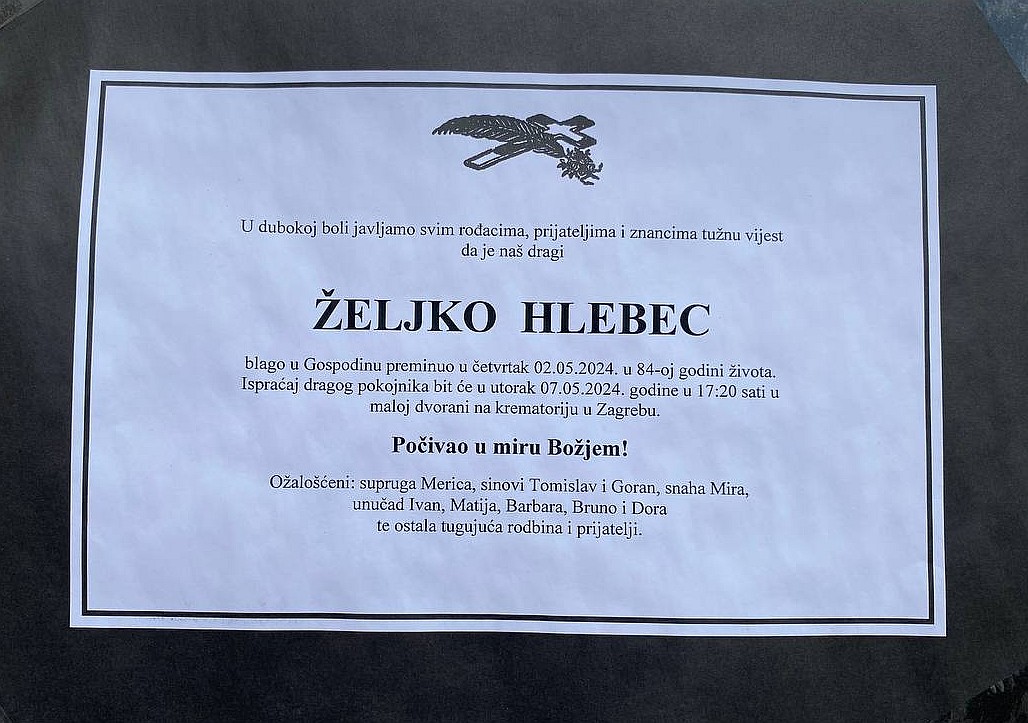 U dubokoj boli javljamo svim rođacima, prijateljima i znancima tužnu vijest
da je naš dragi
ŽELJKO HLEBEC
blago u Gospodinu preminuo u četvrtak 02.05.2024. u 84-oj godini života.
Ispraćaj dragog pokojnika bit će u utorak 07.05.2024. godine u 17:20 sati u
maloj dvorani na krematoriju u Zagrebu.
Počivao u miru Božjem!
Ožalošćeni: supruga Merica, sinovi Tomislav i Goran, snaha Mira,
unučad Ivan, Matija, Barbara, Bruno i Dora
te ostala tugujuća rodbina i prijatelji.